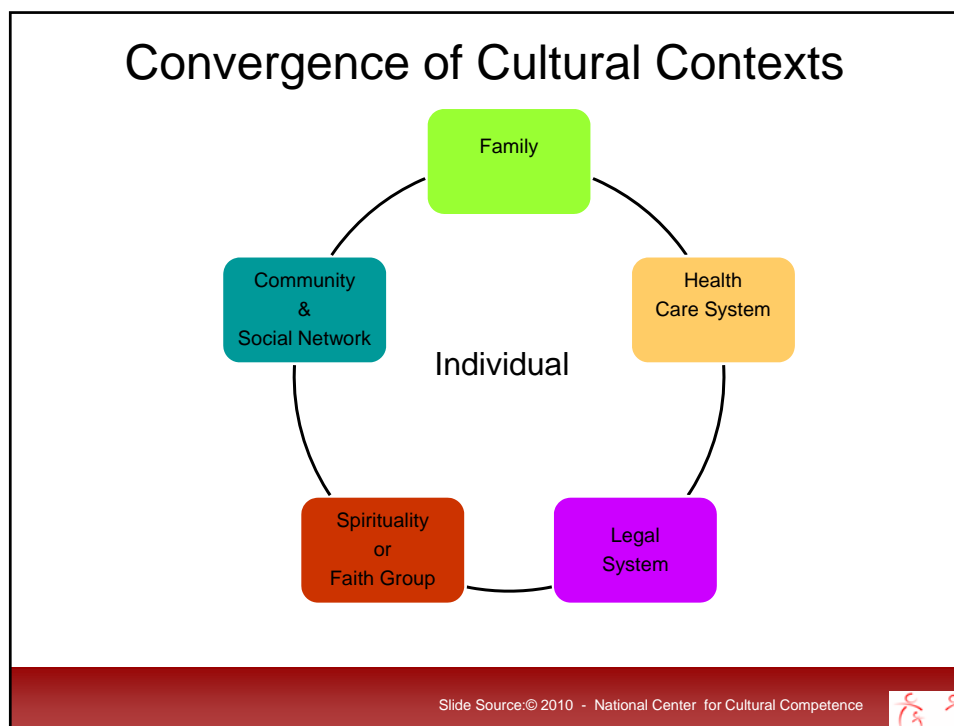 Convergence of Cultural Contexts
Family
Community
&
Social Network
Health
Care System
Individual
Spirituality
or
Faith Group
Legal
System
Slide Source:© 2010 - National Center for Cultural Competence